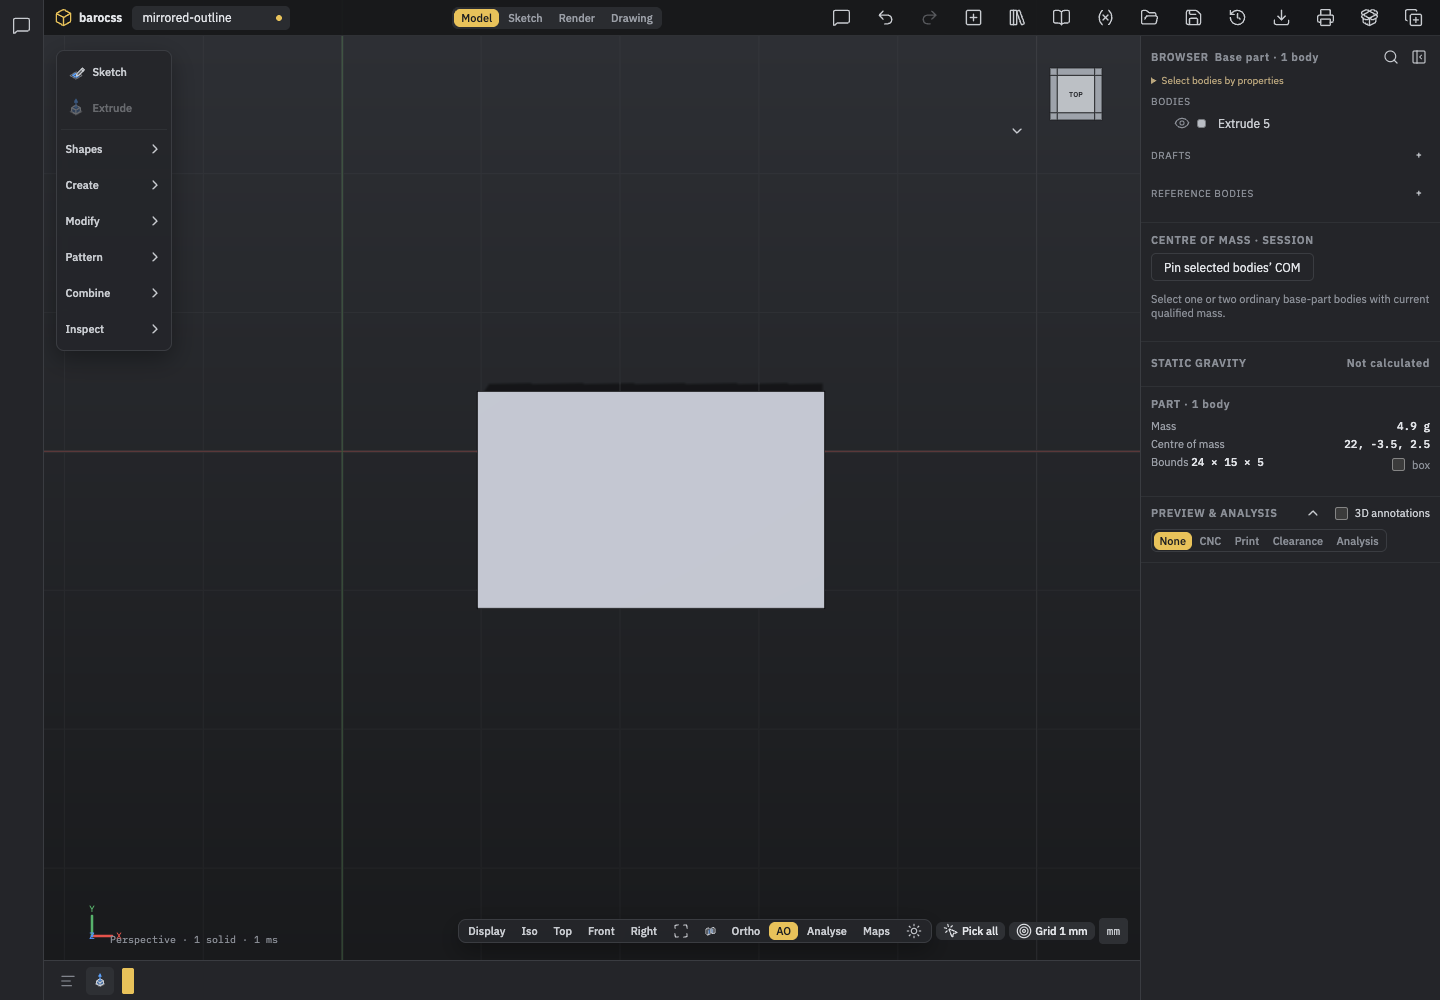 barocss
mirrored-outline
Model Sketch Render Drawing
Sketch
Extrude
Shapes
Create
Modify
Pattern
Combine
Inspect
TOP
BROWSER Base part · 1 body
Select bodies by properties
BODIES
Extrude 5
DRAFTS +
REFERENCE BODIES +
CENTRE OF MASS · SESSION
Pin selected bodies’ COM
Select one or two ordinary base-part bodies with current
qualified mass.
STATIC GRAVITY Not calculated
PART · 1 body
Mass 4.9 g
Centre of mass 22, -3.5, 2.5
Bounds 24 × 15 × 5 box
PREVIEW & ANALYSIS 3D annotations
None CNC Print Clearance Analysis
Y
Z X
Perspective · 1 solid · 1 ms
Display Iso Top Front Right Ortho AO Analyse Maps Pick all Grid 1 mm mm